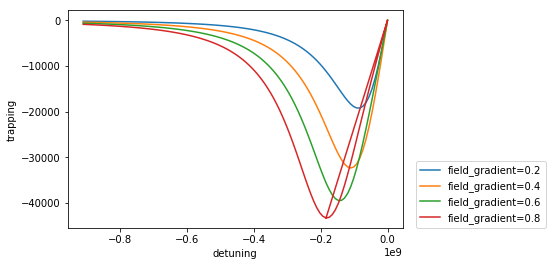 0
−10000
−20000
−30000
−40000
trapping
−0.8
−0.6
−0.4
−0.2
0.0
1e9
detuning
field_gradient=0.2
field_gradient=0.4
field_gradient=0.6
field_gradient=0.8